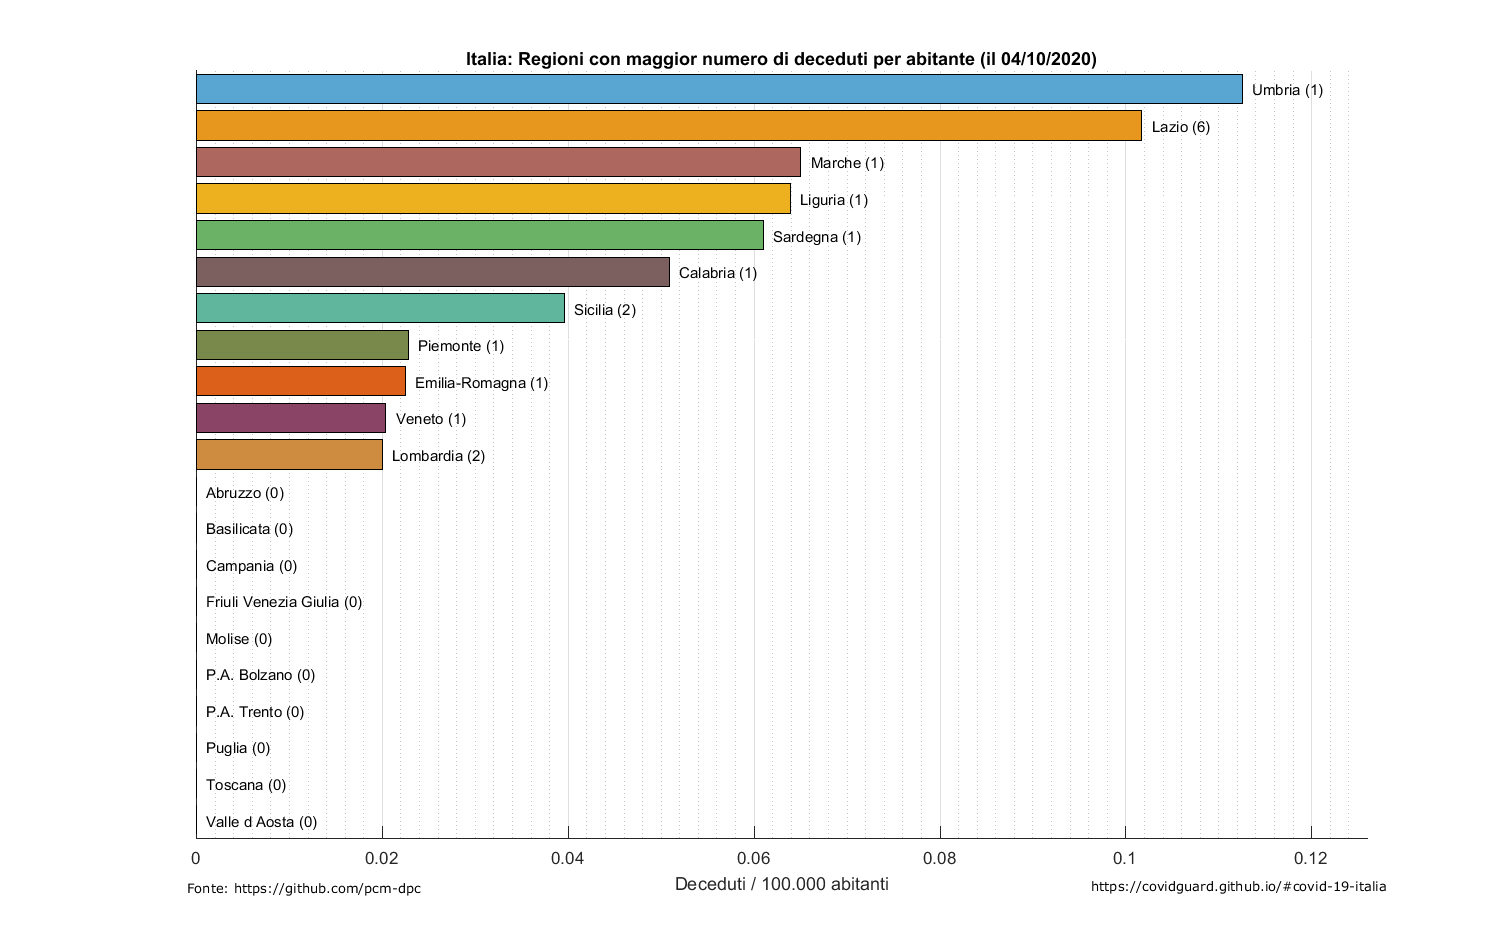 Italia: Regioni con maggior numero di deceduti per abitante (il 04/10/2020)
Umbria (1)
Lazio (6)
Marche (1)
Liguria (1)
Sardegna (1)
Calabria (1)
Sicilia (2)
Piemonte (1)
Emilia-Romagna (1)
Veneto (1)
Lombardia (2)
Abruzzo (0)
Basilicata (0)
Campania (0)
Friuli Venezia Giulia (0)
Molise (0)
P.A. Bolzano (0)
P.A. Trento (0)
Puglia (0)
Toscana (0)
Valle d Aosta (0)
0 0.02 0.04 0.06 0.08 0.1 0.12
Deceduti / 100.000 abitanti
Fonte: https://github.com/pcm-dpc
https://covidguard.github.io/#covid-19-italia